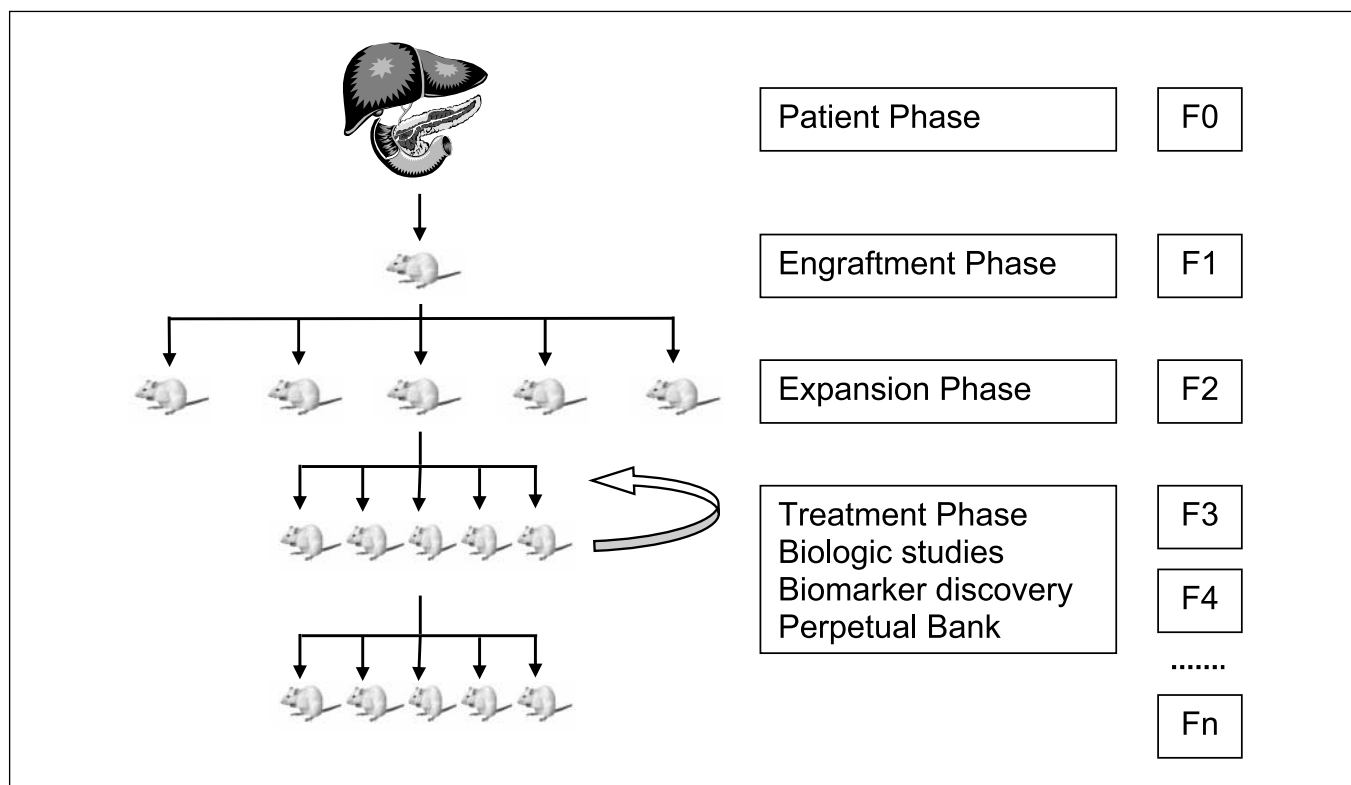 Patient Phase
F0
Engraftment Phase
F1
Expansion Phase
F2
Treatment Phase
Biologic studies
Biomarker discovery
Perpetual Bank
F3
F4
.......
Fn